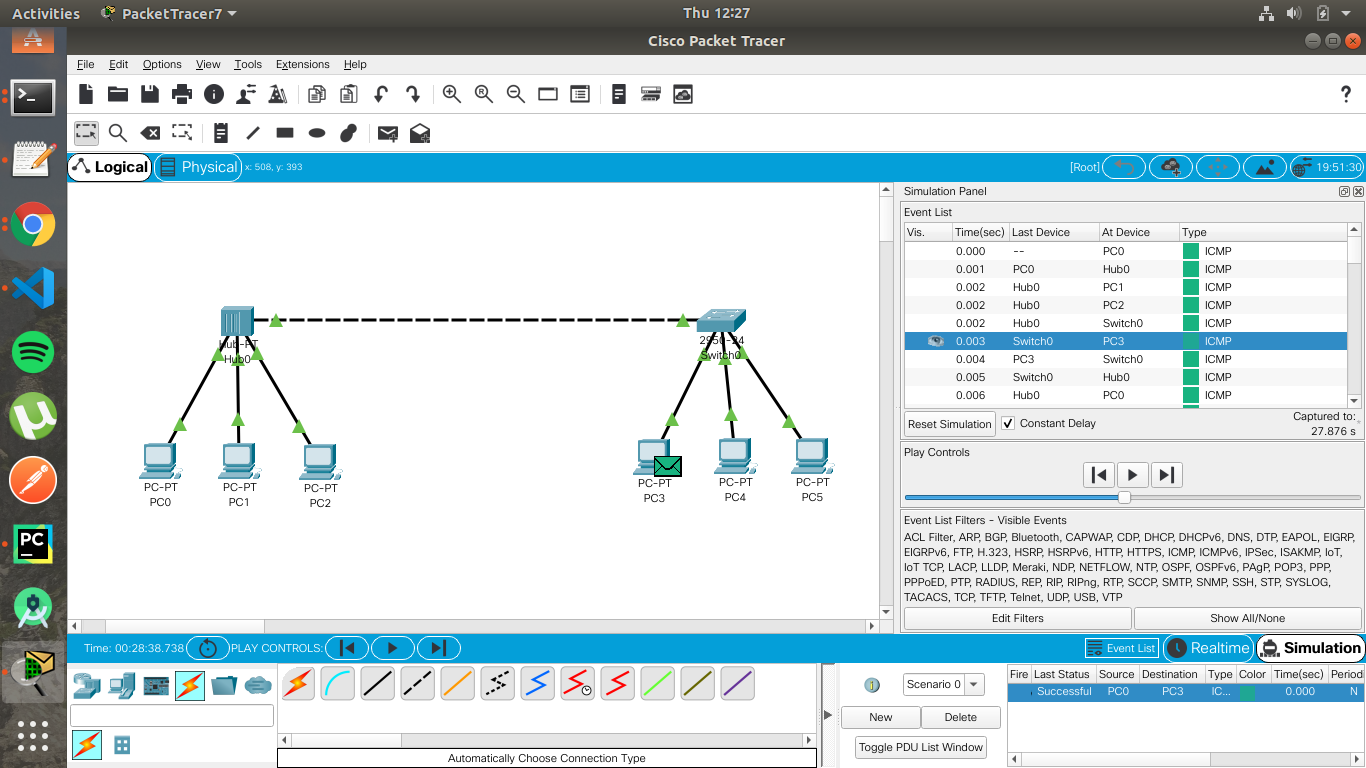 Activities PacketTracer7 Thu 12:27
Cisco Packet Tracer
File Edit Options View Tools Extensions Help
?
Logical Physical x: 508, y: 393 [Root] 19:51:30
Simulation Panel
Event List
Vis. Time(sec) Last Device At Device Type
0.000 -- PC0 ICMP
0.001 PC0 Hub0 ICMP
0.002 Hub0 PC1 ICMP
0.002 Hub0 PC2 ICMP
0.002 Hub0 Switch0 ICMP
0.003 Switch0 PC3 ICMP
0.004 PC3 Switch0 ICMP
0.005 Switch0 Hub0 ICMP
0.006 Hub0 PC0 ICMP
Reset Simulation Constant Delay Captured to:
27.876 s
Play Controls
Event List Filters - Visible Events
ACL Filter, ARP, BGP, Bluetooth, CAPWAP, CDP, DHCP, DHCPv6, DNS, DTP, EAPOL, EIGRP,
EIGRPv6, FTP, H.323, HSRP, HSRPv6, HTTP, HTTPS, ICMP, ICMPv6, IPSec, ISAKMP, IoT,
IoT TCP, LACP, LLDP, Meraki, NDP, NETFLOW, NTP, OSPF, OSPFv6, PAgP, POP3, PPP,
PPPoED, PTP, RADIUS, REP, RIP, RIPng, RTP, SCCP, SMTP, SNMP, SSH, STP, SYSLOG,
TACACS, TCP, TFTP, Telnet, UDP, USB, VTP
Edit Filters Show All/None
Hub-PT
Hub0
2950-24
Switch0
PC-PT
PC0
PC-PT
PC1
PC-PT
PC2
PC-PT
PC3
PC-PT
PC4
PC-PT
PC5
PC
Time: 00:28:38.738 PLAY CONTROLS: Event List Realtime Simulation
Scenario 0
New Delete
Toggle PDU List Window
Fire Last Status Source Destination Type Color Time(sec) Period
Successful PC0 PC3 IC... 0.000 N
Automatically Choose Connection Type